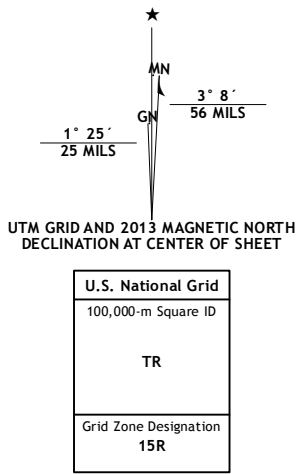 ★
MN
GN
3° 8´
56 MILS
1° 25´
25 MILS
UTM GRID AND 2013 MAGNETIC NORTH
DECLINATION AT CENTER OF SHEET
U.S. National Grid
100,000-m Square ID
TR
Grid Zone Designation
15R